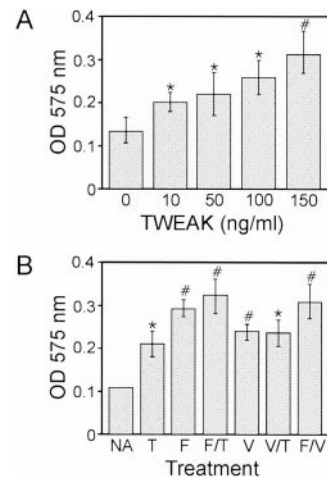 A
0.4
0.3
0.2
0.1
0
OD 575 nm
* * * #
0 10 50 100 150
TWEAK (ng/ml)
B
0.4
0.3
0.2
0.1
0
OD 575 nm
* # # # * #
NA T F F/T V V/T F/V
Treatment